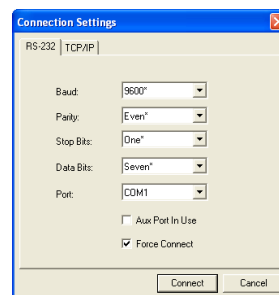 Connection Settings
RS-232 TCP/IP
Baud: 9600*
Parity: Even*
Stop Bits: One*
Data Bits: Seven*
Port: COM1
Aux Port In Use
Force Connect
Connect Cancel